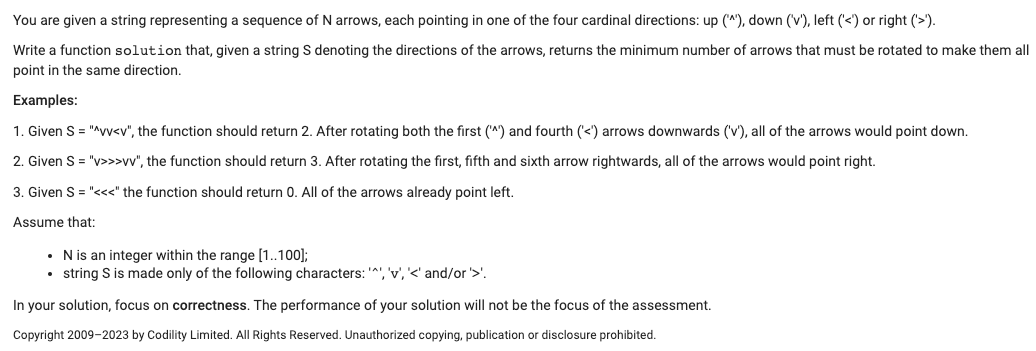 You are given a string representing a sequence of N arrows, each pointing in one of the four cardinal directions: up ('^'), down ('v'), left ('<') or right ('>').
Write a function solution that, given a string S denoting the directions of the arrows, returns the minimum number of arrows that must be rotated to make them all
point in the same direction.
Examples:
1. Given S = "^vv<v", the function should return 2. After rotating both the first ('^') and fourth ('<') arrows downwards ('v'), all of the arrows would point down.
2. Given S = "v>>>vv", the function should return 3. After rotating the first, fifth and sixth arrow rightwards, all of the arrows would point right.
3. Given S = "<<<" the function should return 0. All of the arrows already point left.
Assume that:
• N is an integer within the range [1..100];
• string S is made only of the following characters: '^', 'v', '<' and/or '>'.
In your solution, focus on correctness. The performance of your solution will not be the focus of the assessment.
Copyright 2009–2023 by Codility Limited. All Rights Reserved. Unauthorized copying, publication or disclosure prohibited.